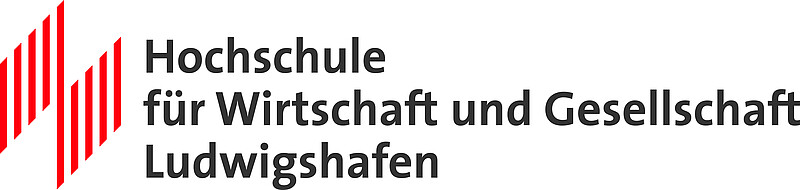 Hochschule
für Wirtschaft und Gesellschaft
Ludwigshafen